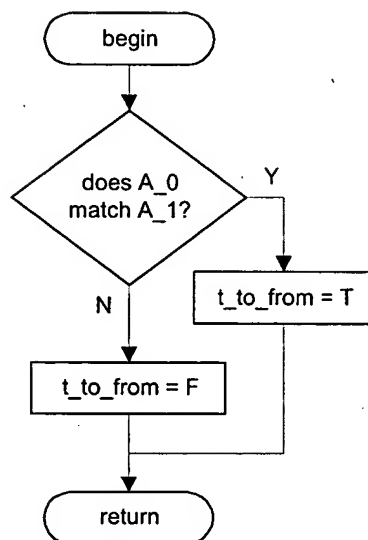 begin
does A_0
match A_1?
Y
N
t_to_from = T
t_to_from = F
return